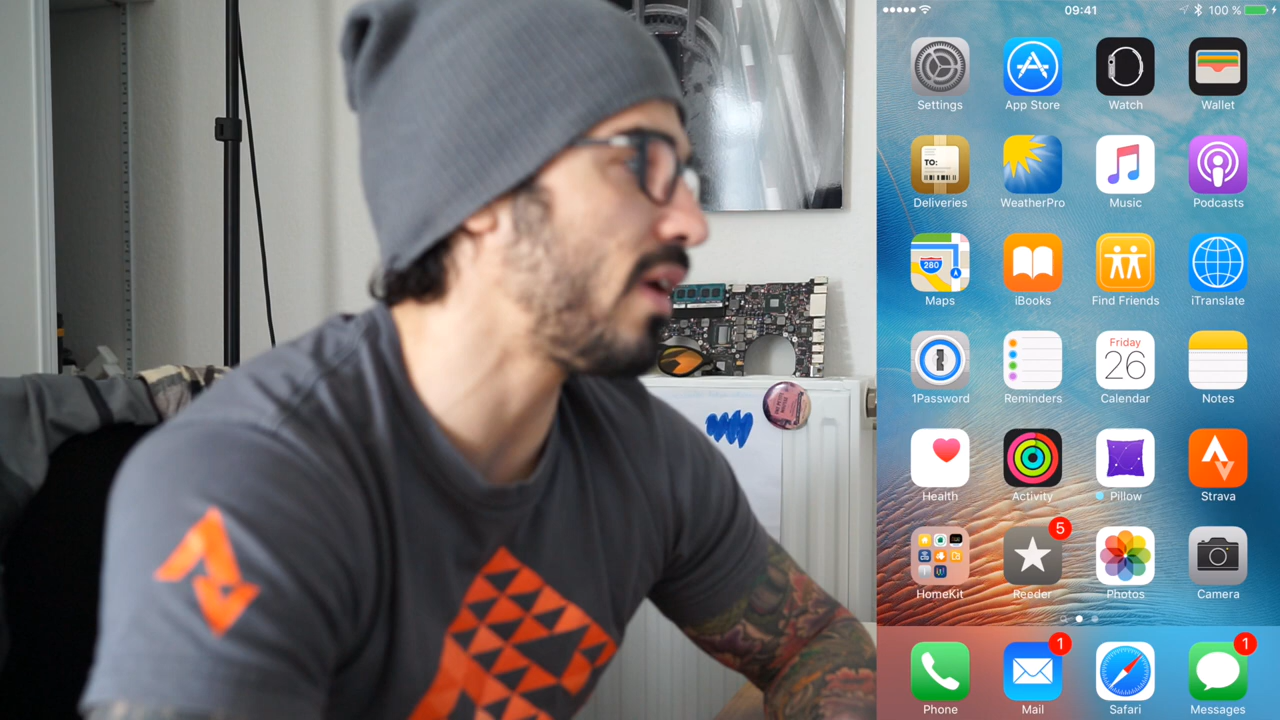 09:41 100 %
Settings App Store Watch Wallet
TO:
Deliveries WeatherPro Music Podcasts
280
Maps iBooks Find Friends iTranslate
Friday
26
1Password Reminders Calendar Notes
Health Activity Pillow Strava
5
HomeKit Reeder Photos Camera
1 1
Phone Mail Safari Messages